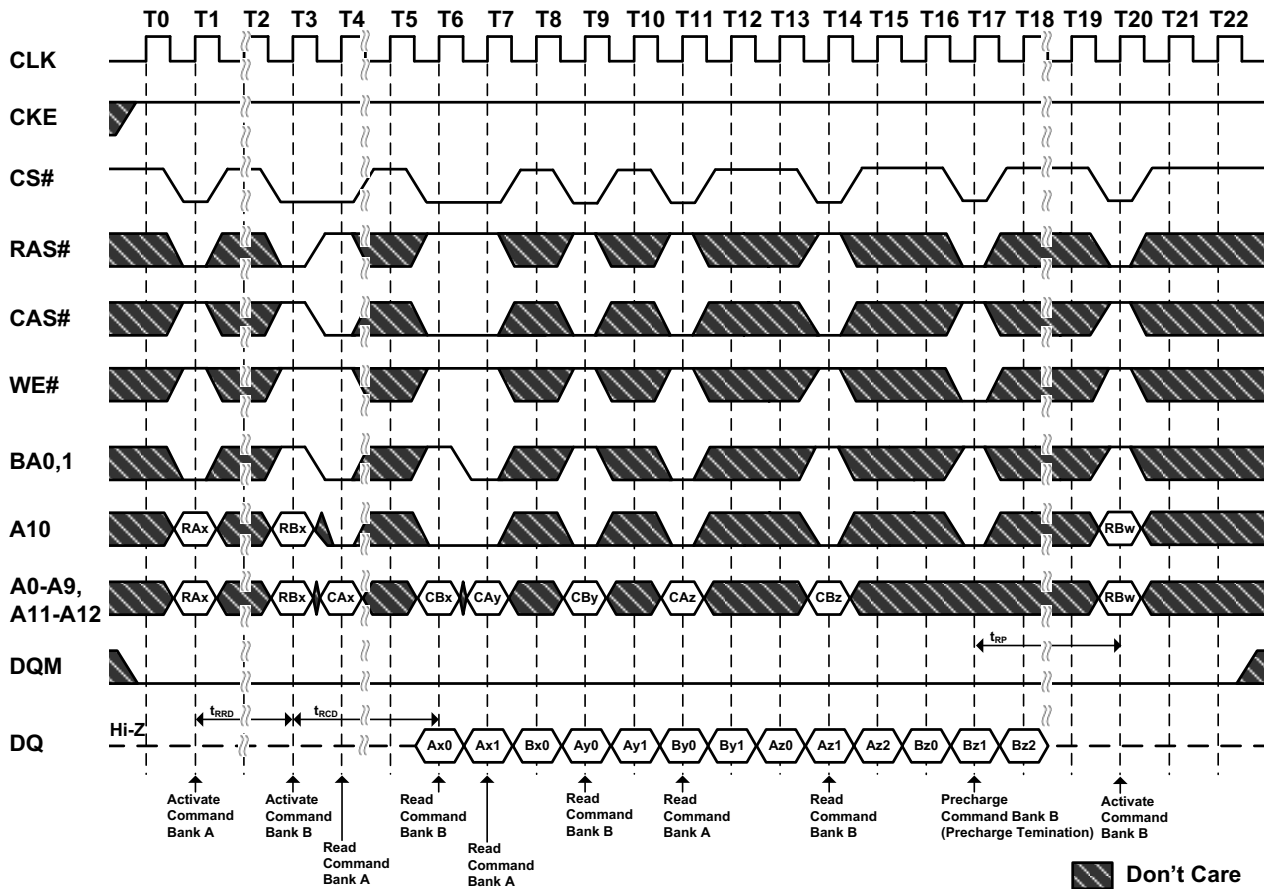 T0 T1 T2 T3 T4 T5 T6 T7 T8 T9 T10 T11 T12 T13 T14 T15 T16 T17 T18 T19 T20 T21 T22
CLK
CKE
CS#
RAS#
CAS#
WE#
BA0,1
A10
RAx RBx RBw
A0-A9,
A11-A12
RAx RBx CAx CBx CAy CBy CAz CBz RBw
tRP
DQM
tRRD tRCD
Hi-Z
DQ
Ax0 Ax1 Bx0 Ay0 Ay1 By0 By1 Az0 Az1 Az2 Bz0 Bz1 Bz2
Activate
Command
Bank A
Activate
Command
Bank B
Read
Command
Bank A
Read
Command
Bank B
Read
Command
Bank A
Read
Command
Bank B
Read
Command
Bank A
Read
Command
Bank B
Precharge
Command Bank B
(Precharge Temination)
Activate
Command
Bank B
Don't Care